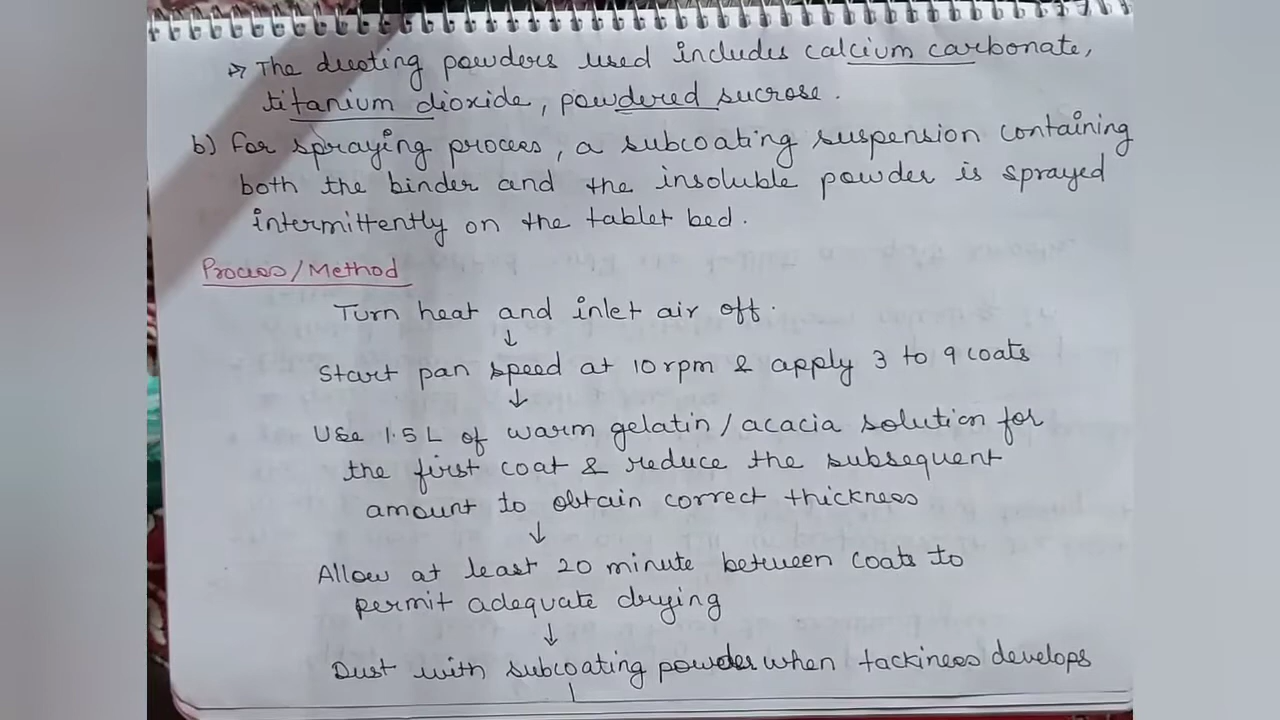 → The dusting powders used includes calcium carbonate,
titanium dioxide, powdered sucrose.
b) For spraying process, a subcoating suspension containing
both the binder and the insoluble powder is sprayed
intermittently on the tablet bed.
Process/Method
Turn heat and inlet air off.
↓
Start pan speed at 10 rpm & apply 3 to 9 coats
↓
Use 1.5 L of warm gelatin / acacia solution for
the first coat & reduce the subsequent
amount to obtain correct thickness
↓
Allow at least 20 minute between coats to
permit adequate drying
↓
Dust with subcoating powder when tackiness develops